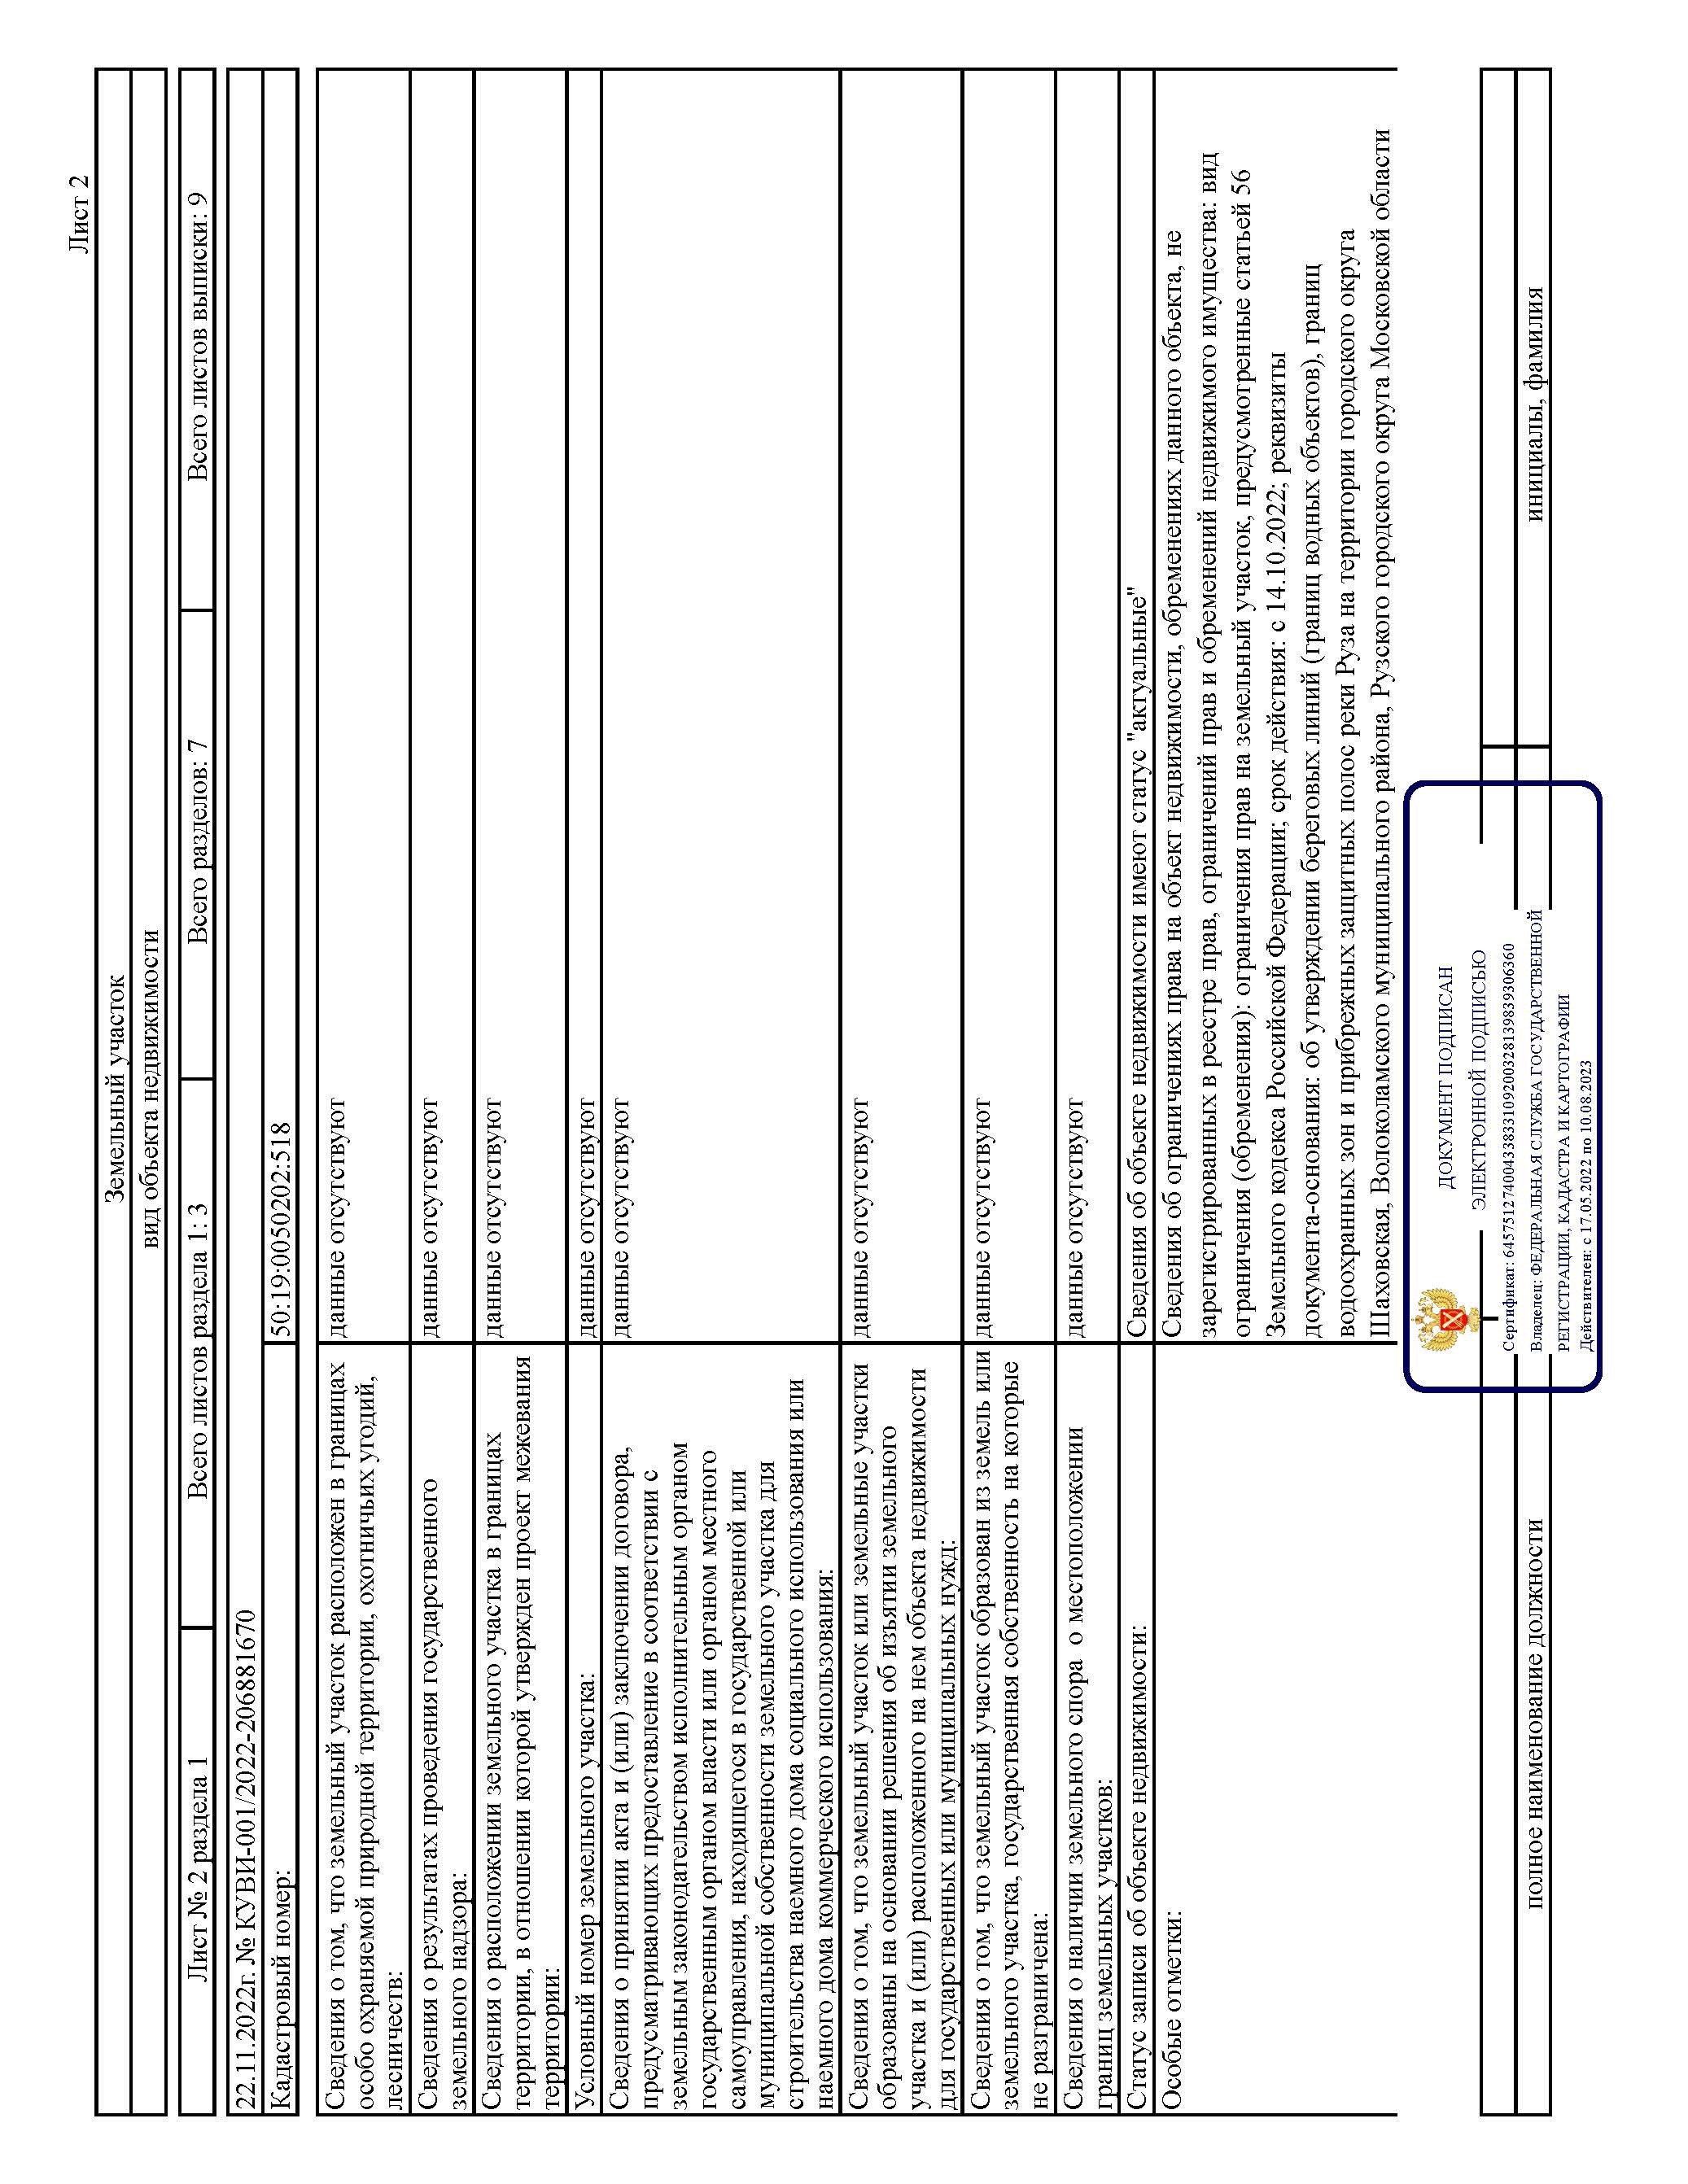 Лист 2
Земельный участок
вид объекта недвижимости
Лист № 2 раздела 1
Всего листов раздела 1: 3
Всего разделов: 7
Всего листов выписки: 9
22.11.2022г. № КУВИ-001/2022-206881670
Кадастровый номер:
50:19:0050202:518
Сведения о том, что земельный участок расположен в границах
особо охраняемой природной территории, охотничьих угодий,
лесничеств:
данные отсутствуют
Сведения о результатах проведения государственного
земельного надзора:
данные отсутствуют
Сведения о расположении земельного участка в границах
территории, в отношении которой утвержден проект межевания
территории:
данные отсутствуют
Условный номер земельного участка:
данные отсутствуют
Сведения о принятии акта и (или) заключении договора,
предусматривающих предоставление в соответствии с
земельным законодательством исполнительным органом
государственным органом власти или органом местного
самоуправления, находящегося в государственной или
муниципальной собственности земельного участка для
строительства наемного дома социального использования или
наемного дома коммерческого использования:
данные отсутствуют
Сведения о том, что земельный участок или земельные участки
образованы на основании решения об изъятии земельного
участка и (или) расположенного на нем объекта недвижимости
для государственных или муниципальных нужд:
данные отсутствуют
Сведения о том, что земельный участок образован из земель или
земельного участка, государственная собственность на которые
не разграничена:
данные отсутствуют
Сведения о наличии земельного спора о местоположении
границ земельных участков:
данные отсутствуют
Статус записи об объекте недвижимости:
Сведения об объекте недвижимости имеют статус "актуальные"
Особые отметки:
Сведения об ограничениях права на объект недвижимости, обременениях данного объекта, не
зарегистрированных в реестре прав, ограничений прав и обременений недвижимого имущества: вид
ограничения (обременения): ограничения прав на земельный участок, предусмотренные статьей 56
Земельного кодекса Российской Федерации; срок действия: с 14.10.2022; реквизиты
документа-основания: об утверждении береговых линий (границ водных объектов), границ
водоохранных зон и прибрежных защитных полос реки Руза на территории городского округа
Шаховская, Волоколамского муниципального района, Рузского городского округа Московской области
ДОКУМЕНТ ПОДПИСАН
ЭЛЕКТРОННОЙ ПОДПИСЬЮ
Сертификат: 64575127400433833109200328139839306360
Владелец: ФЕДЕРАЛЬНАЯ СЛУЖБА ГОСУДАРСТВЕННОЙ
РЕГИСТРАЦИИ, КАДАСТРА И КАРТОГРАФИИ
Действителен: с 17.05.2022 по 10.08.2023
полное наименование должности
инициалы, фамилия